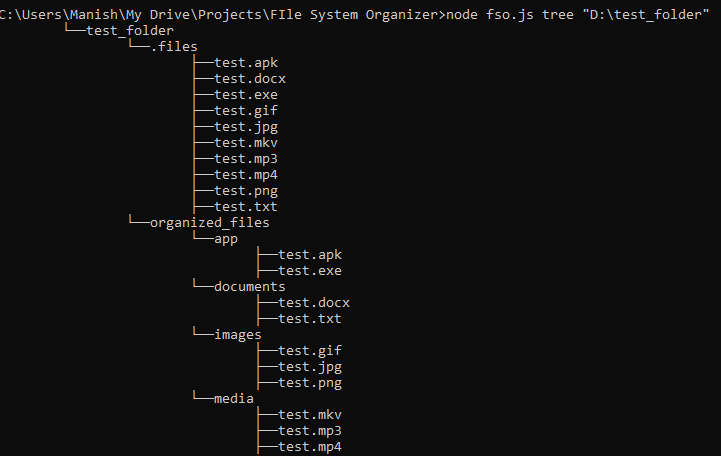 C:\Users\Manish\My Drive\Projects\FIle System Organizer>node fso.js tree "D:\test_folder"
└──test_folder
└──.files
├──test.apk
├──test.docx
├──test.exe
├──test.gif
├──test.jpg
├──test.mkv
├──test.mp3
├──test.mp4
├──test.png
├──test.txt
└──organized_files
└──app
├──test.apk
├──test.exe
└──documents
├──test.docx
├──test.txt
└──images
├──test.gif
├──test.jpg
├──test.png
└──media
├──test.mkv
├──test.mp3
├──test.mp4